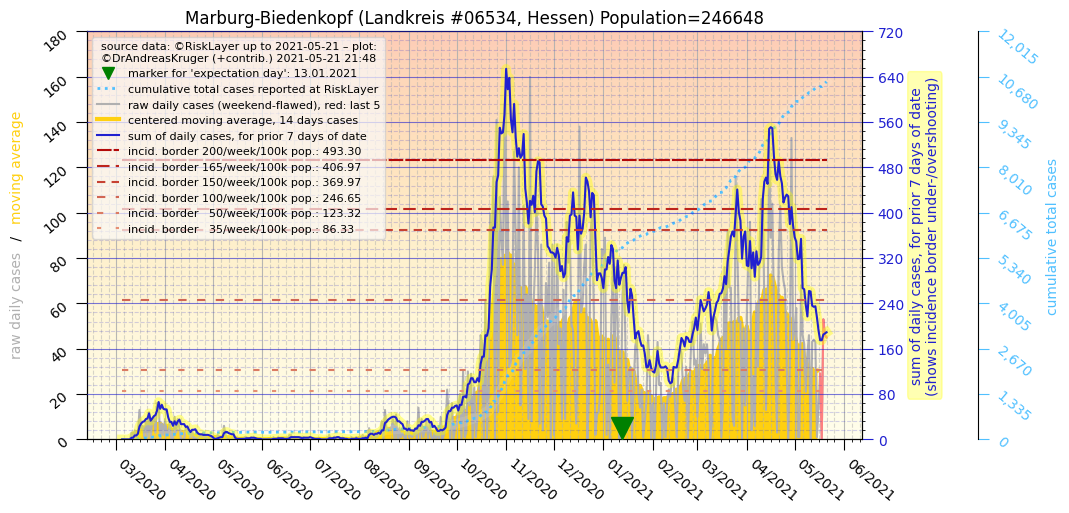 Marburg-Biedenkopf (Landkreis #06534, Hessen) Population=246648
source data: ©RiskLayer up to 2021-05-21 – plot:
©DrAndreasKruger (+contrib.) 2021-05-21 21:48
marker for 'expectation day': 13.01.2021
cumulative total cases reported at RiskLayer
raw daily cases (weekend-flawed), red: last 5
centered moving average, 14 days cases
sum of daily cases, for prior 7 days of date
incid. border 200/week/100k pop.: 493.30
incid. border 165/week/100k pop.: 406.97
incid. border 150/week/100k pop.: 369.97
incid. border 100/week/100k pop.: 246.65
incid. border   50/week/100k pop.: 123.32
incid. border   35/week/100k pop.: 86.33
raw daily cases / moving average
180
160
140
120
100
80
60
40
20
0
03/2020
04/2020
05/2020
06/2020
07/2020
08/2020
09/2020
10/2020
11/2020
12/2020
01/2021
02/2021
03/2021
04/2021
05/2021
06/2021
720
640
560
480
400
320
240
160
80
0
sum of daily cases, for prior 7 days of date
(shows incidence border under-/overshooting)
12,015
10,680
9,345
8,010
6,675
5,340
4,005
2,670
1,335
0
cumulative total cases